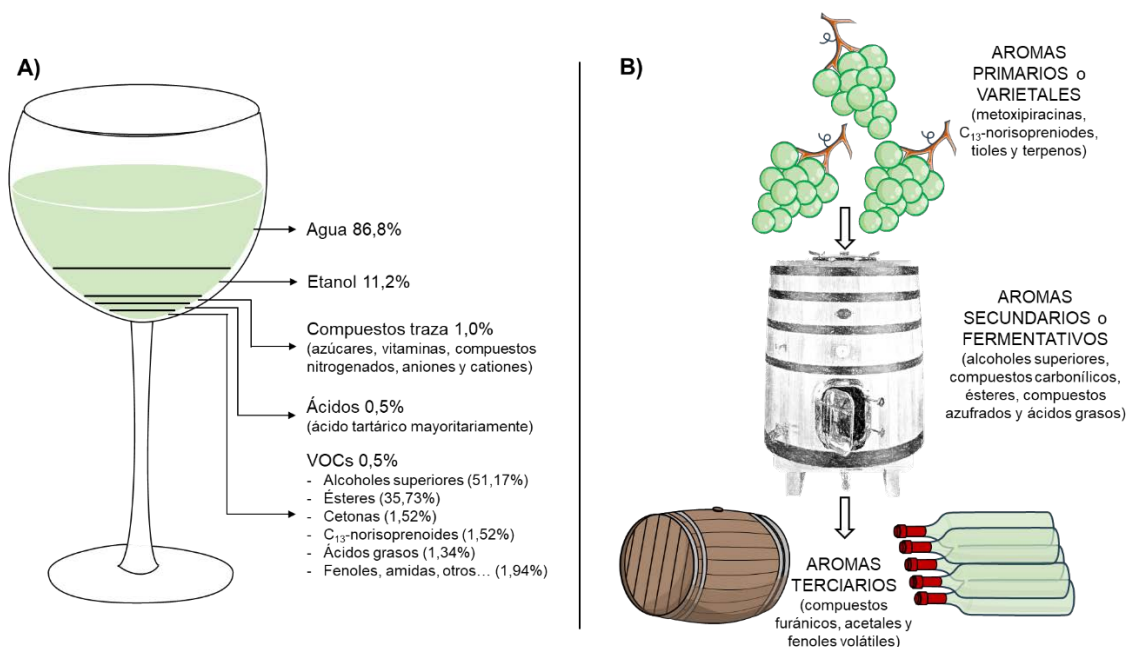 A)
Agua 86,8%
Etanol 11,2%
Compuestos traza 1,0%
(azúcares, vitaminas, compuestos
nitrogenados, aniones y cationes)
Ácidos 0,5%
(ácido tartárico mayoritariamente)
VOCs 0,5%
- Alcoholes superiores (51,17%)
- Ésteres (35,73%)
- Cetonas (1,52%)
- C₁₃-norisoprenoides (1,52%)
- Ácidos grasos (1,34%)
- Fenoles, amidas, otros… (1,94%)
B)
AROMAS
PRIMARIOS o
VARIETALES
(metoxipiracinas,
C₁₃-norisopreniodes,
tioles y terpenos)
AROMAS
SECUNDARIOS o
FERMENTATIVOS
(alcoholes superiores,
compuestos carbonílicos,
ésteres, compuestos
azufrados y ácidos grasos)
AROMAS
TERCIARIOS
(compuestos
furánicos, acetales y
fenoles volátiles)